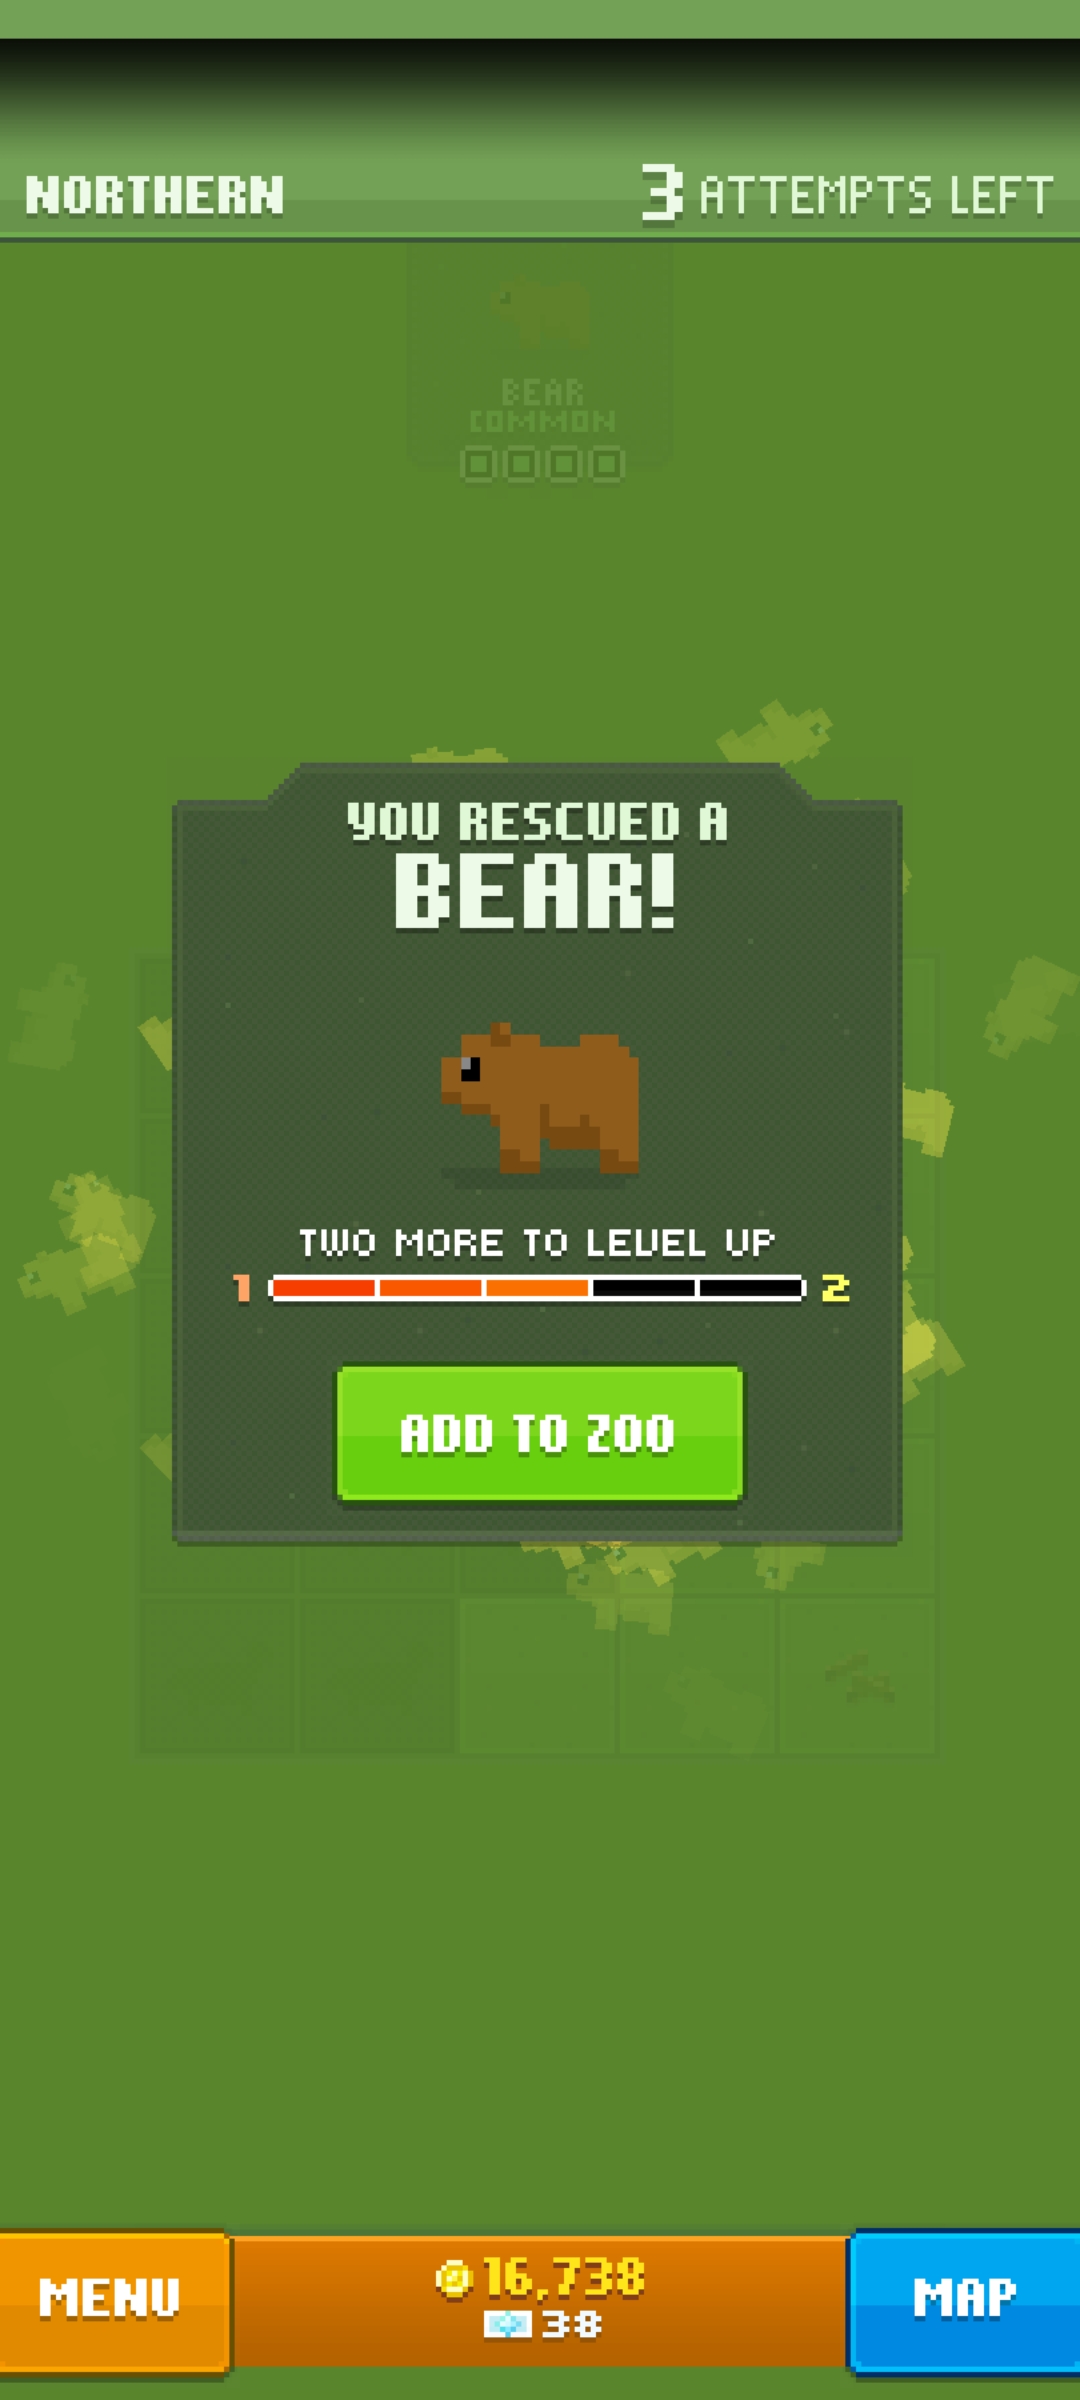 NORTHERN
3 ATTEMPTS LEFT
BEAR
COMMON
YOU RESCUED A
BEAR!
TWO MORE TO LEVEL UP
1 2
ADD TO ZOO
MENU
16,738
38
MAP